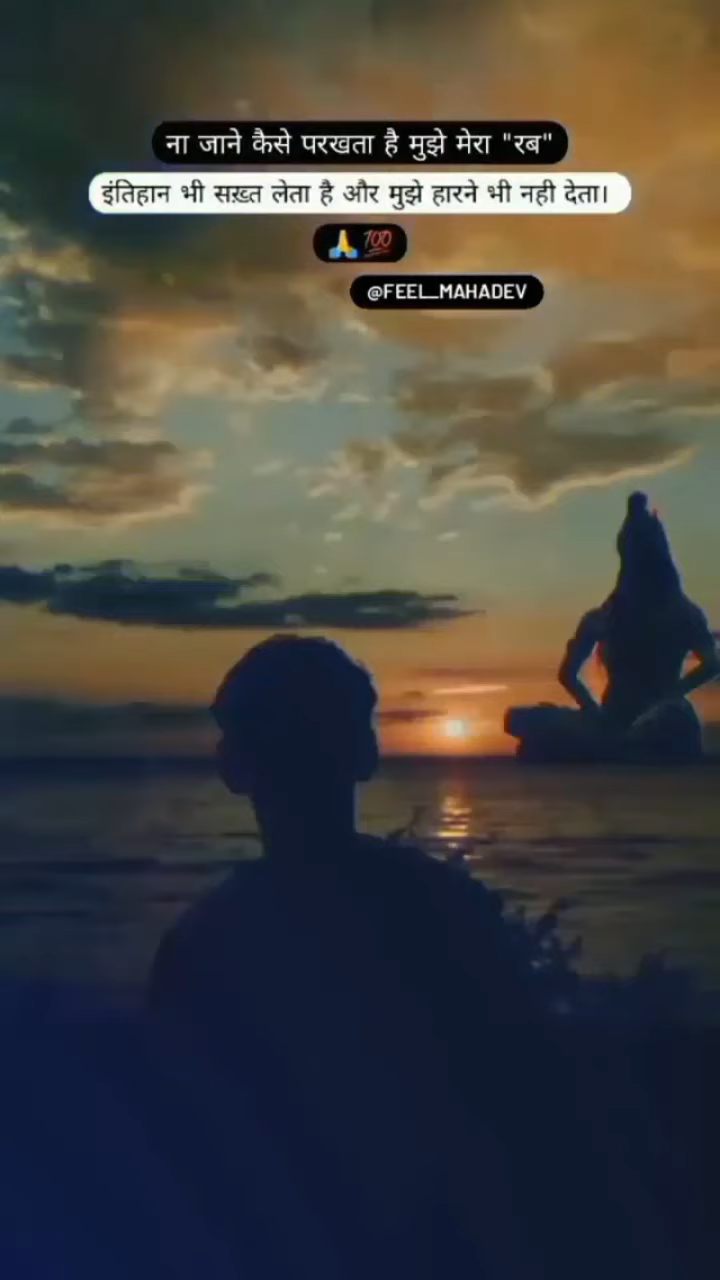 ना जाने कैसे परखता है मुझे मेरा "रब"
इंतिहान भी सख़्त लेता है और मुझे हारने भी नही देता।
🙏 💯
@FEEL_MAHADEV